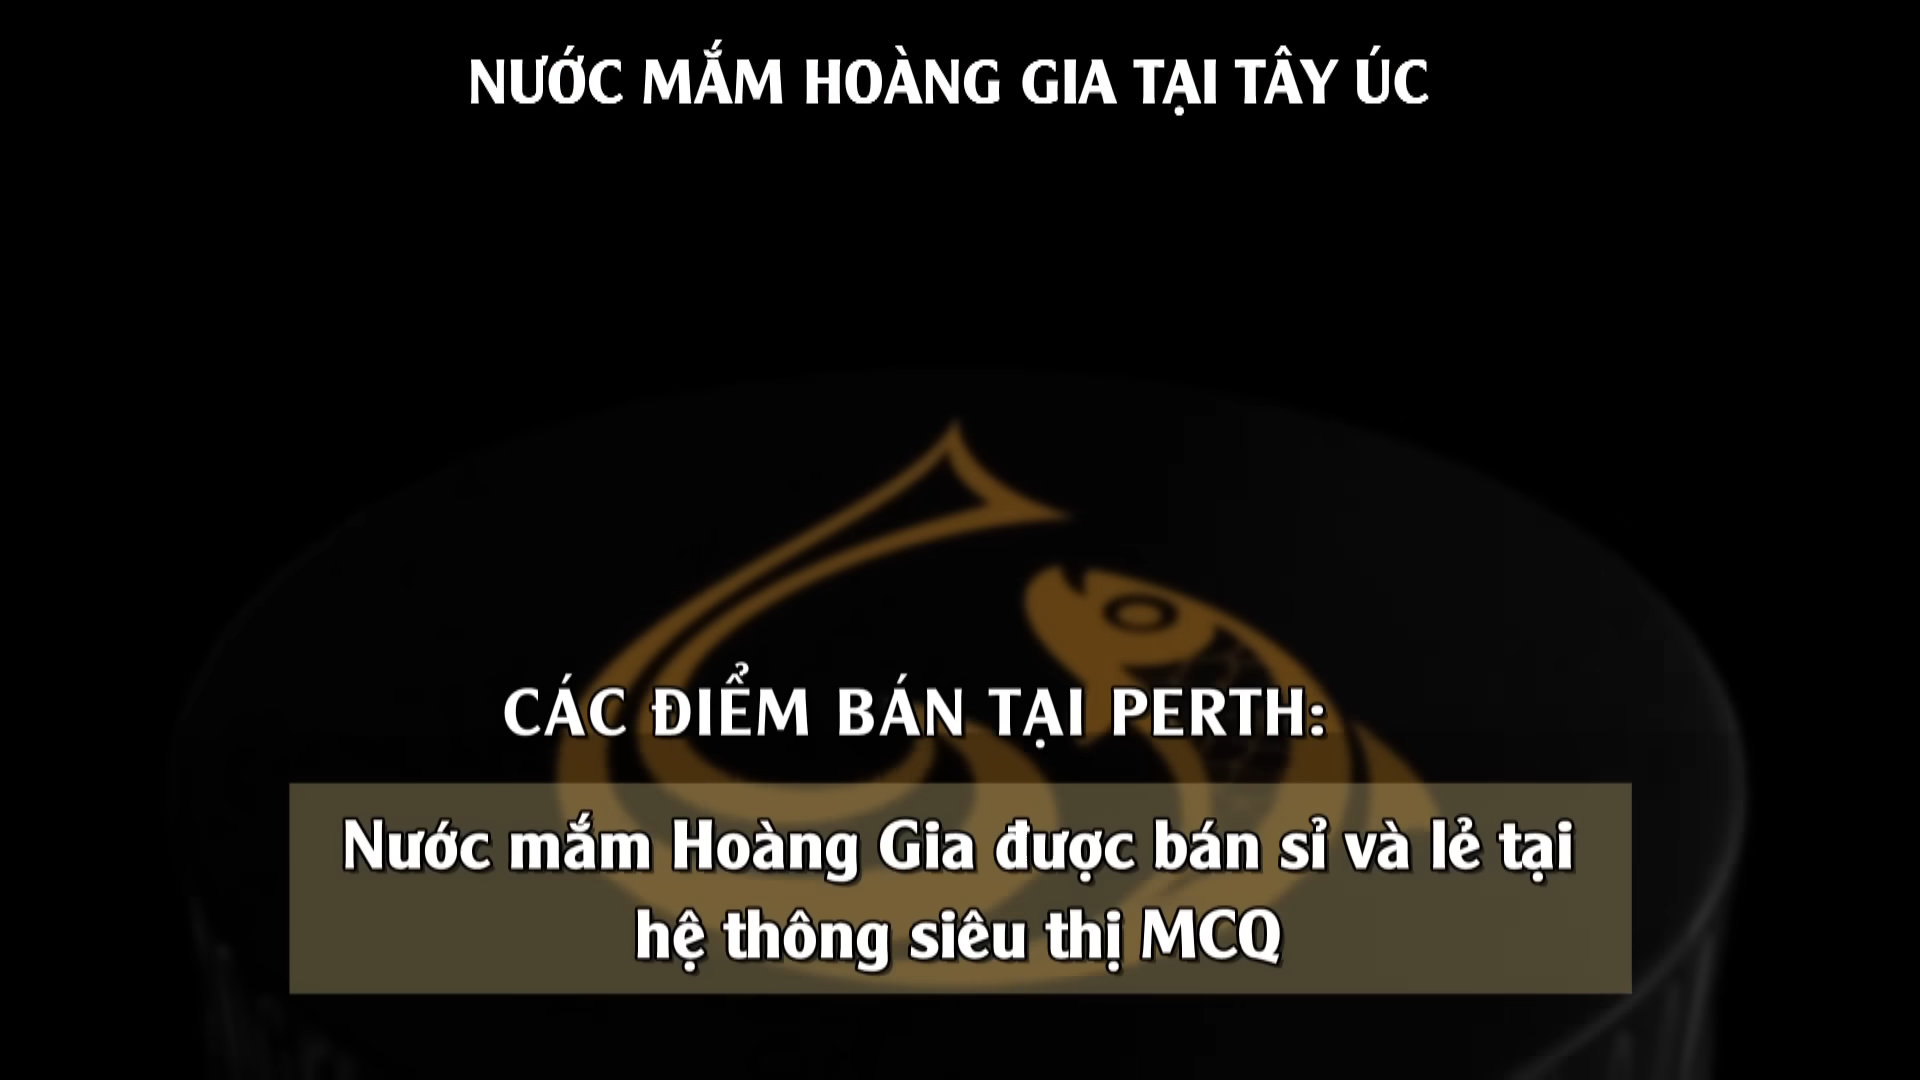 NƯỚC MẮM HOÀNG GIA TẠI TÂY ÚC
CÁC ĐIỂM BÁN TẠI PERTH:
Nước mắm Hoàng Gia được bán sỉ và lẻ tại
hệ thông siêu thị MCQ